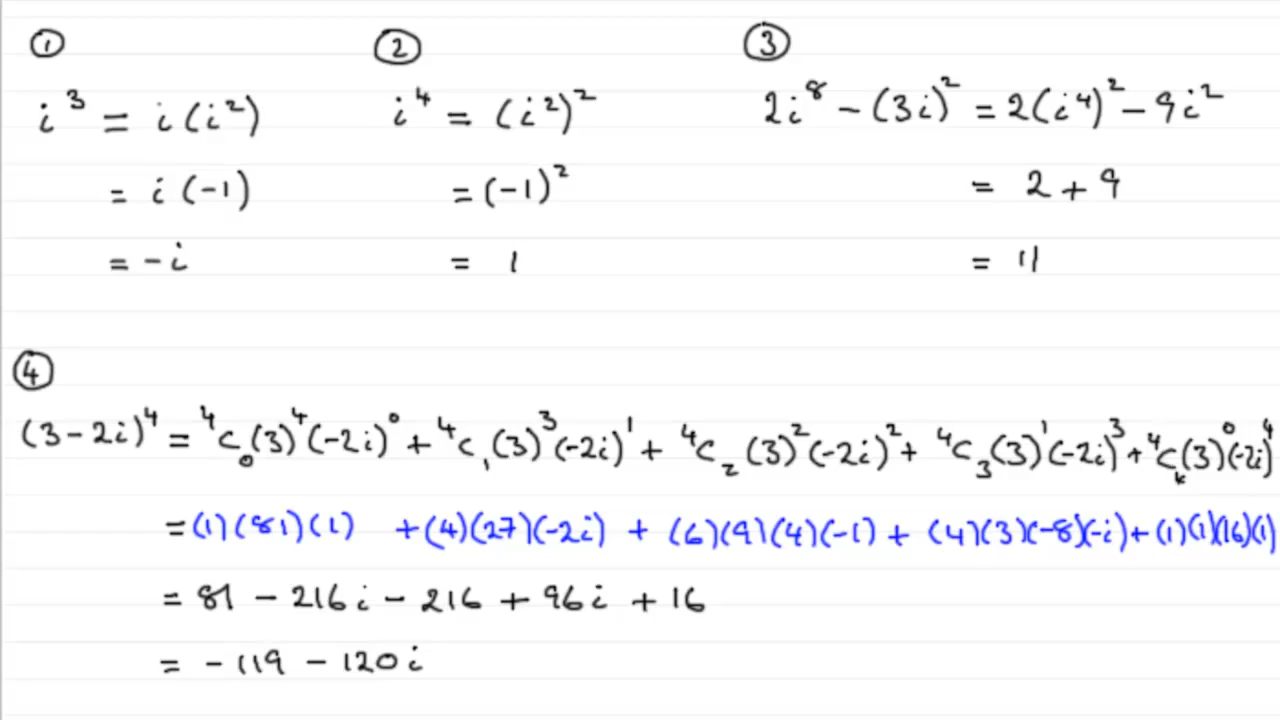 ①
i³ = i(i²)
= i(-1)
= -i
②
i⁴ = (i²)²
= (-1)²
= 1
③
2i⁸ - (3i)² = 2(i⁴)² - 9i²
= 2 + 9
= 11
④
(3-2i)⁴ = ⁴C₀(3)⁴(-2i)⁰ + ⁴C₁(3)³(-2i)¹ + ⁴C₂(3)²(-2i)² + ⁴C₃(3)¹(-2i)³ + ⁴C₄(3)⁰(-2i)⁴
= (1)(81)(1) + (4)(27)(-2i) + (6)(9)(4)(-1) + (4)(3)(-8)(-i) + (1)(1)(16)(1)
= 81 - 216i - 216 + 96i + 16
= -119 - 120i